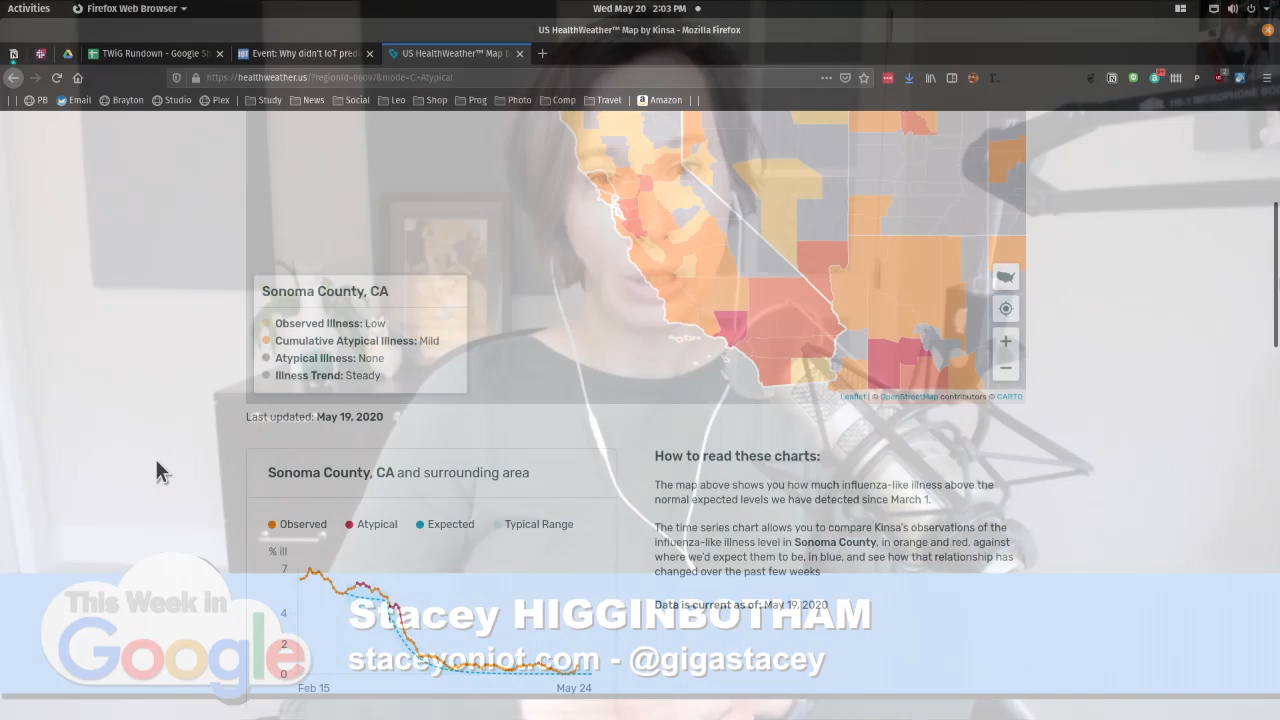 Activities
Firefox Web Browser
Wed May 20 2:03 PM
US HealthWeather™ Map by Kinsa - Mozilla Firefox
TWiG Rundown - Google Sh
Event: Why didn't IoT pred
US HealthWeather™ Map b
https://healthweather.us/?regionId=06097&mode=C+Atypical
PB
Email
Brayton
Studio
Plex
Study
News
Social
Leo
Shop
Prog
Photo
Comp
Travel
Amazon
Sonoma County, CA
Observed Illness: Low
Cumulative Atypical Illness: Mild
Atypical Illness: None
Illness Trend: Steady
+
−
Leaflet | © OpenStreetMap contributors © CARTO
Last updated: May 19, 2020
Sonoma County, CA and surrounding area
Observed
Atypical
Expected
Typical Range
% ill
7
4
2
0
Feb 15
May 24
How to read these charts:
The map above shows you how much influenza-like illness above the
normal expected levels we have detected since March 1.
The time series chart allows you to compare Kinsa's observations of the
influenza-like illness level in Sonoma County, in orange and red, against
where we'd expect them to be, in blue, and see how that relationship has
changed over the past few weeks
Data is current as of: May 19, 2020
This Week in
Google
Stacey HIGGINBOTHAM
staceyoniot.com - @gigastacey